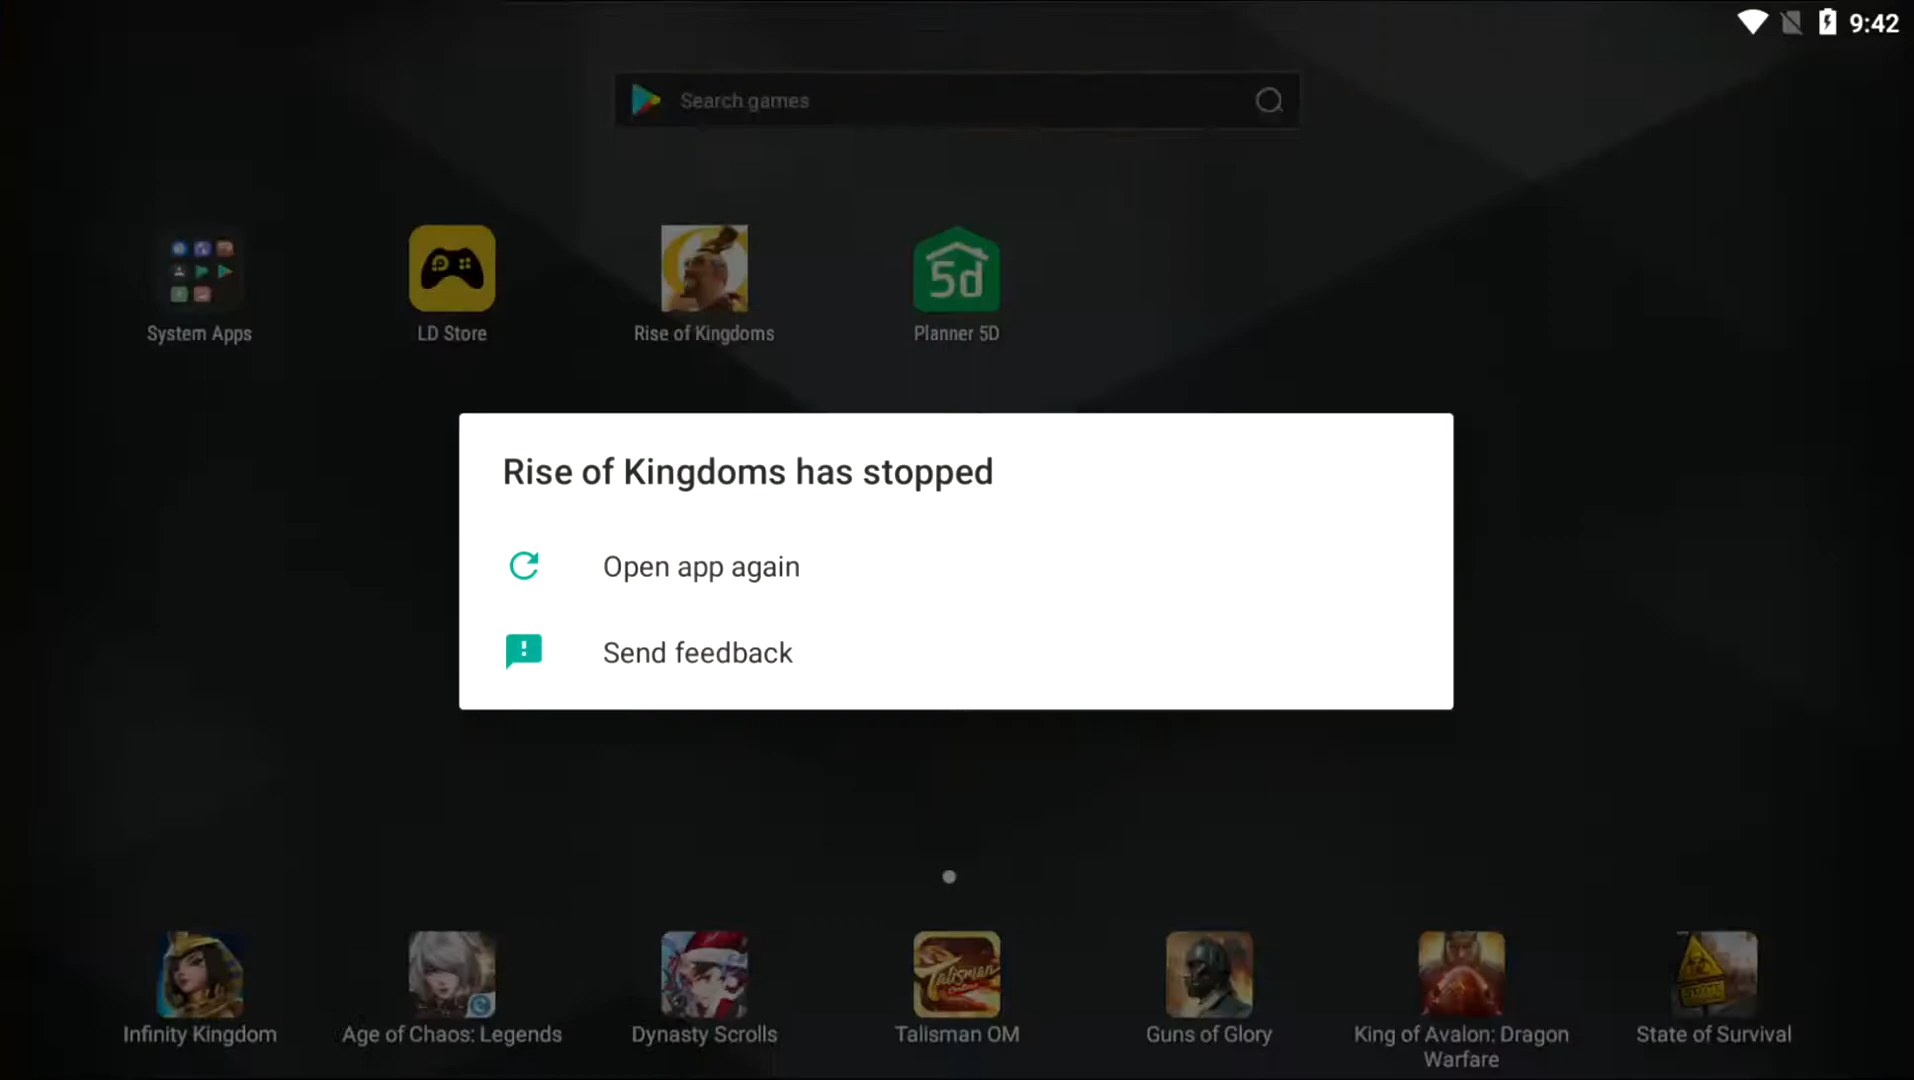 9:42
Search games
System Apps
LD Store
Rise of Kingdoms
5d
Planner 5D
Rise of Kingdoms has stopped
Open app again
Send feedback
Talisman
Infinity Kingdom
Age of Chaos: Legends
Dynasty Scrolls
Talisman OM
Guns of Glory
King of Avalon: Dragon
Warfare
State of Survival